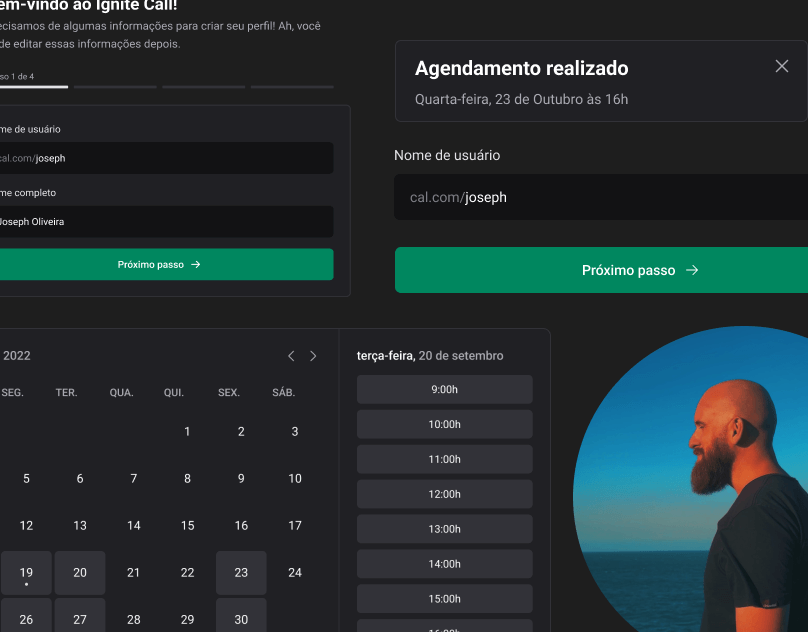 em-vindo ao Ignite Call!
ecisamos de algumas informações para criar seu perfil! Ah, você
de editar essas informações depois.
so 1 de 4
me de usuário
cal.com/joseph
me completo
Joseph Oliveira
Próximo passo →
Agendamento realizado
Quarta-feira, 23 de Outubro às 16h
Nome de usuário
cal.com/joseph
Próximo passo →
2022
SEG. TER. QUA. QUI. SEX. SÁB.
1 2 3
5 6 7 8 9 10
12 13 14 15 16 17
19 20 21 22 23 24
26 27 28 29 30
terça-feira, 20 de setembro
9:00h
10:00h
11:00h
12:00h
13:00h
14:00h
15:00h
16:00h